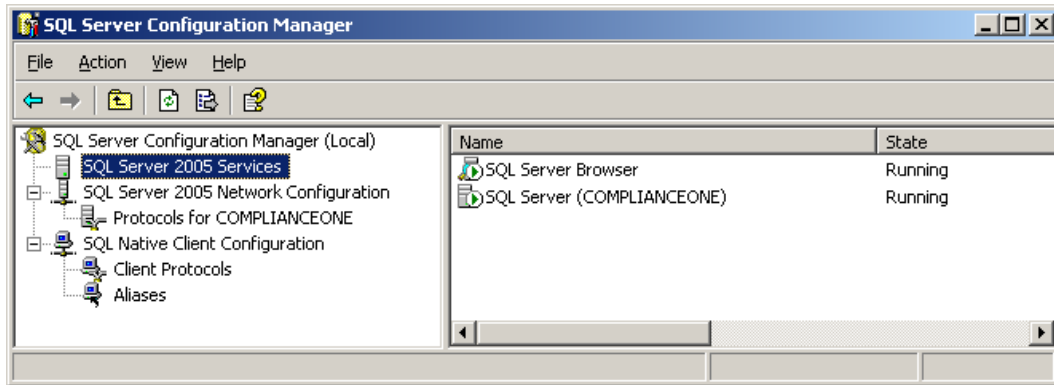 SQL Server Configuration Manager
File Action View Help
SQL Server Configuration Manager (Local)
SQL Server 2005 Services
SQL Server 2005 Network Configuration
Protocols for COMPLIANCEONE
SQL Native Client Configuration
Client Protocols
Aliases
Name State
SQL Server Browser Running
SQL Server (COMPLIANCEONE) Running